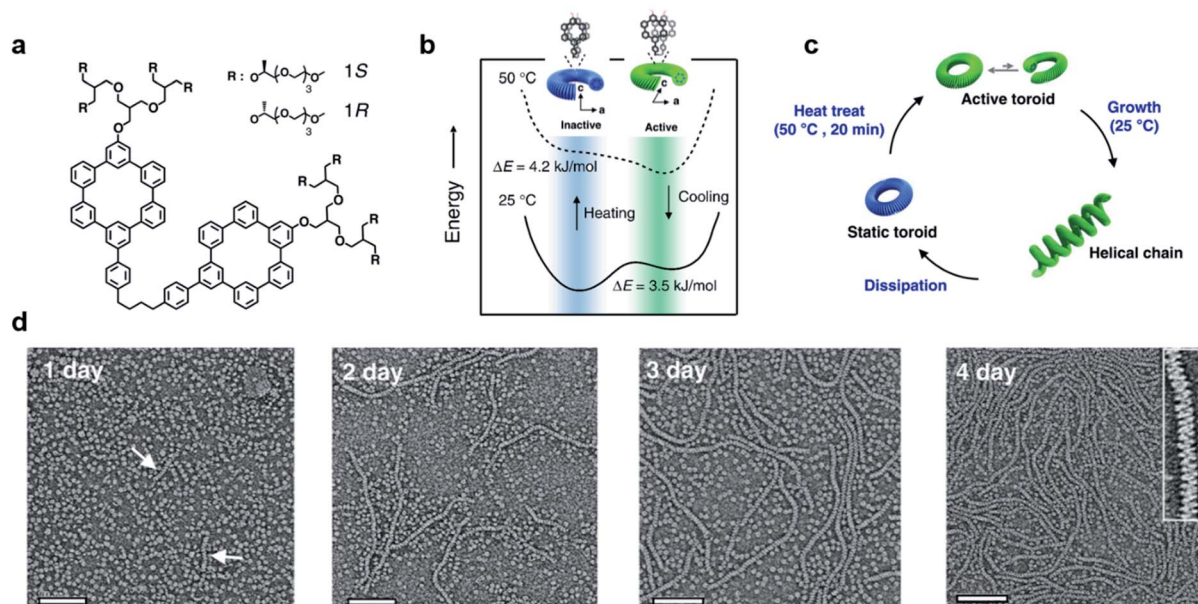 a
R
R
R
R
O
O
O
R : O ( O ) 3 O 1S
O ( O ) 3 O 1R
R
R
O
O
O
R
R
b
50 °C
c
a
c
a
Inactive
Active
ΔE = 4.2 kJ/mol
25 °C
Heating
Cooling
ΔE = 3.5 kJ/mol
Energy
c
Active toroid
Heat treat
(50 °C , 20 min)
Growth
(25 °C)
Static toroid
Helical chain
Dissipation
d
1 day
2 day
3 day
4 day